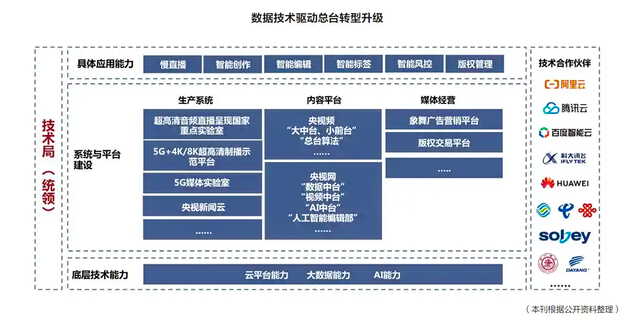 数据技术驱动总台转型升级
技术局（统领）
具体应用能力
慢直播
智能创作
智能编辑
智能标签
智能风控
版权管理
系统与平台
建设
生产系统
超高清音频直播呈现国家
重点实验室
5G+4K/8K超高清制播示
范平台
5G媒体实验室
央视新闻云
......
内容平台
央视频
“大中台、小前台”
“总台算法”
......
央视网
“数据中台”
“视频中台”
“AI中台”
“人工智能编辑部”
......
媒体经营
象舞广告营销平台
版权交易平台
......
底层技术能力
云平台能力 大数据能力 AI能力
技术合作伙伴
阿里云
腾讯云
百度智能云
科大讯飞
iFLYTEK
HUAWEI
sobey
DAYANG
......
（本刊根据公开资料整理）